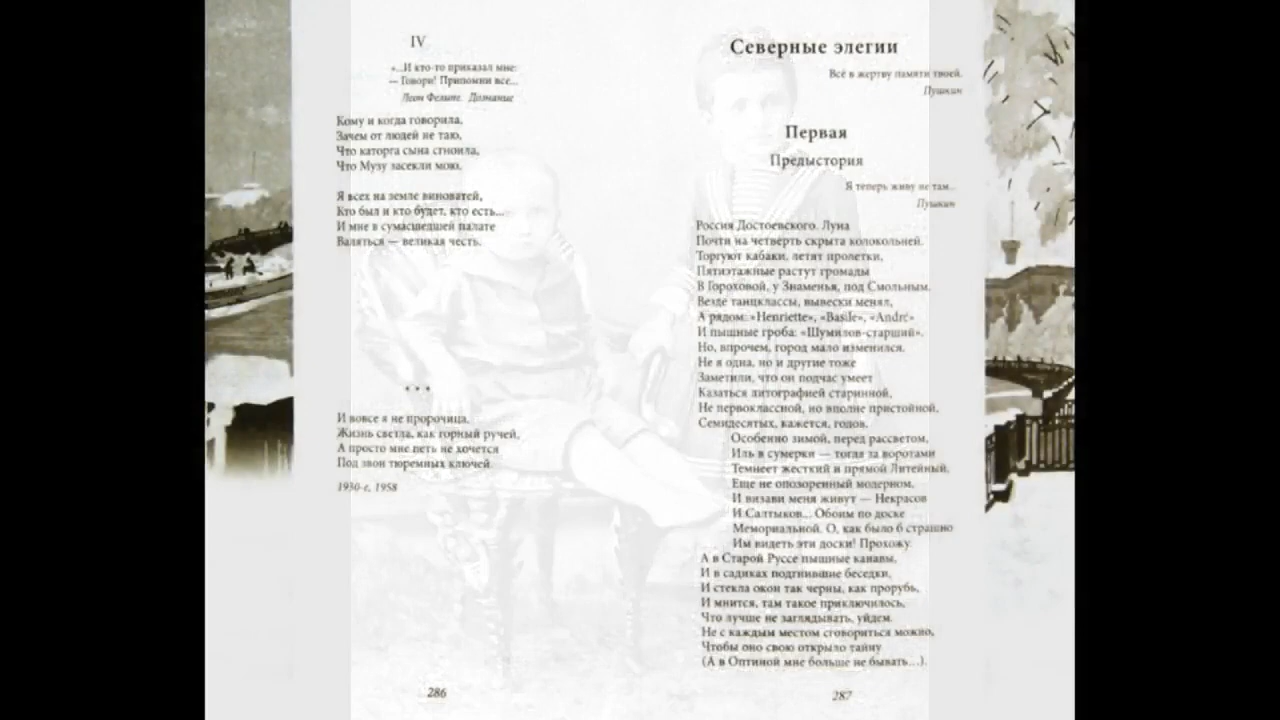 IV
«...И кто-то приказал мне:
— Говори! Припомни все...
Леон Фельпе. Дознание
Кому и когда говорила,
Зачем от людей не таю,
Что каторга сына сгноила,
Что Музу засекли мою.
Я всех на земле виноватей,
Кто был и кто будет, кто есть...
И мне в сумасшедшей палате
Валяться — великая честь.
* * *
И вовсе я не пророчица,
Жизнь светла, как горный ручей,
А просто мне петь не хочется
Под звон тюремных ключей.
1930-е, 1958
286
Северные элегии
Всё в жертву памяти твоей.
Пушкин
Первая
Предыстория
Я теперь живу не там...
Пушкин
Россия Достоевского. Луна
Почти на четверть скрыта колокольней.
Торгуют кабаки, летят пролетки,
Пятиэтажные растут громады
В Гороховой, у Знаменья, под Смольным.
Везде танцклассы, вывески менял,
А рядом: «Henriette», «Basile», «André»
И пышные гроба: «Шумилов-старший».
Но, впрочем, город мало изменился.
Не я одна, но и другие тоже
Заметили, что он подчас умеет
Казаться литографией старинной,
Не первоклассной, но вполне пристойной,
Семидесятых, кажется, годов.
Особенно зимой, перед рассветом,
Иль в сумерки — тогда за воротами
Темнеет жесткий и прямой Литейный,
Еще не опозоренный модерном,
И визави меня живут — Некрасов
И Салтыков... Обоим по доске
Мемориальной. О, как было б страшно
Им видеть эти доски! Прохожу.
А в Старой Руссе пышные канавы,
И в садиках подгнившие беседки,
И стекла окон так черны, как прорубь,
И мнится, там такое приключилось,
Что лучше не заглядывать, уйдем.
Не с каждым местом сговориться можно,
Чтобы оно свою открыло тайну
(А в Оптиной мне больше не бывать...).
287